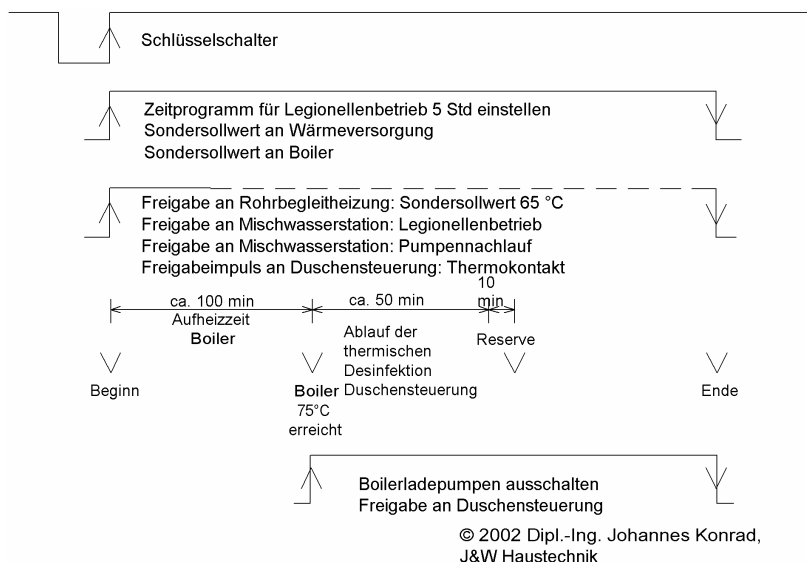 Schlüsselschalter
Zeitprogramm für Legionellenbetrieb 5 Std einstellen
Sondersollwert an Wärmeversorgung
Sondersollwert an Boiler
Freigabe an Rohrbegleitheizung: Sondersollwert 65 °C
Freigabe an Mischwasserstation: Legionellenbetrieb
Freigabe an Mischwasserstation: Pumpennachlauf
Freigabeimpuls an Duschensteuerung: Thermokontakt
ca. 100 min
Aufheizzeit
Boiler
ca. 50 min
Ablauf der
thermischen
Desinfektion
Duschensteuerung
10
min
Reserve
Beginn
Boiler
75°C
erreicht
Ende
Boilerladepumpen ausschalten
Freigabe an Duschensteuerung
© 2002 Dipl.-Ing. Johannes Konrad,
J&W Haustechnik